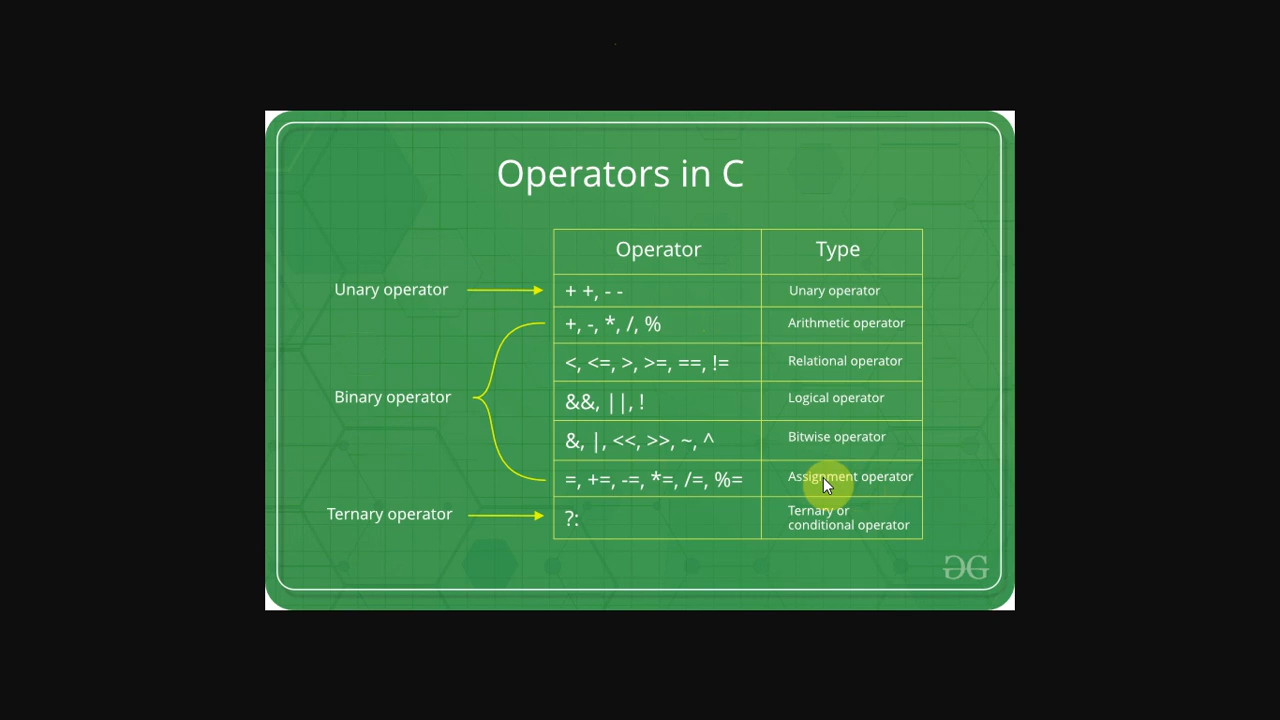 Operators in C
Operator Type
Unary operator + +, - - Unary operator
+, -, *, /, % Arithmetic operator
<, <=, >, >=, ==, != Relational operator
Binary operator &&, ||, ! Logical operator
&, |, <<, >>, ~, ^ Bitwise operator
=, +=, -=, *=, /=, %= Assignment operator
Ternary operator ?: Ternary or
conditional operator
GG